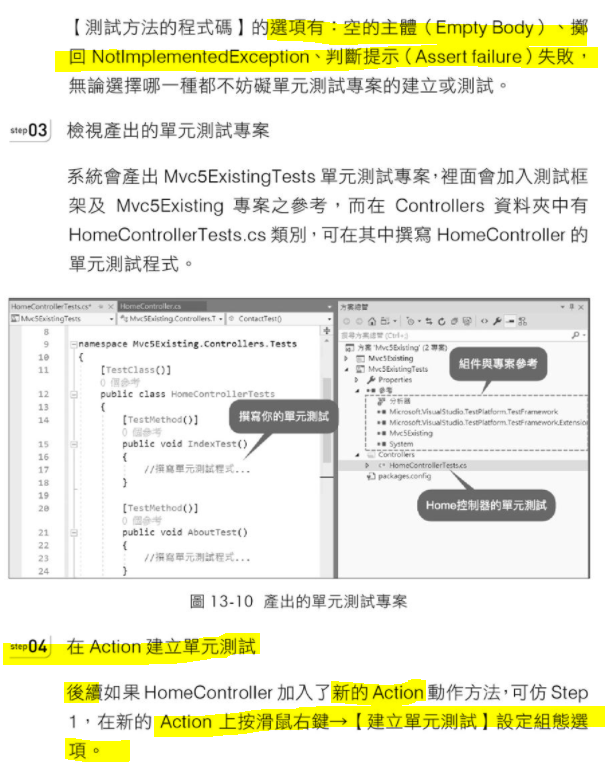 【測試方法的程式碼】的選項有：空的主體（Empty Body）、擲
回 NotImplementedException、判斷提示（Assert failure）失敗，
無論選擇哪一種都不妨礙單元測試專案的建立或測試。
step03 檢視產出的單元測試專案
系統會產出 Mvc5ExistingTests 單元測試專案，裡面會加入測試框
架及 Mvc5Existing 專案之參考，而在 Controllers 資料夾中有
HomeControllerTests.cs 類別，可在其中撰寫 HomeController 的
單元測試程式。
HomeControllerTests.cs* HomeController.cs
Mvc5ExistingTests Mvc5Existing.Controllers.T ContactTest()
8
9 namespace Mvc5Existing.Controllers.Tests
10 {
11 [TestClass()]
0 個參考
12 public class HomeControllerTests
13 {
14 [TestMethod()]
0 個參考
15 public void IndexTest()
16 {
17 //撰寫單元測試程式...
18 }
19
20 [TestMethod()]
0 個參考
21 public void AboutTest()
22 {
23 //撰寫單元測試程式...
24 }
撰寫你的單元測試
方案總管
搜尋方案總管 (Ctrl+;)
方案 'Mvc5Existing' (2 專案)
Mvc5Existing
Mvc5ExistingTests
Properties
參考
分析器
Microsoft.VisualStudio.TestPlatform.TestFramework
Microsoft.VisualStudio.TestPlatform.TestFramework.Extension
Mvc5Existing
System
Controllers
HomeControllerTests.cs
packages.config
組件與專案參考
Home控制器的單元測試
圖 13-10 產出的單元測試專案
step04 在 Action 建立單元測試
後續如果 HomeController 加入了新的 Action 動作方法，可仿 Step
1，在新的 Action 上按滑鼠右鍵→【建立單元測試】設定組態選
項。